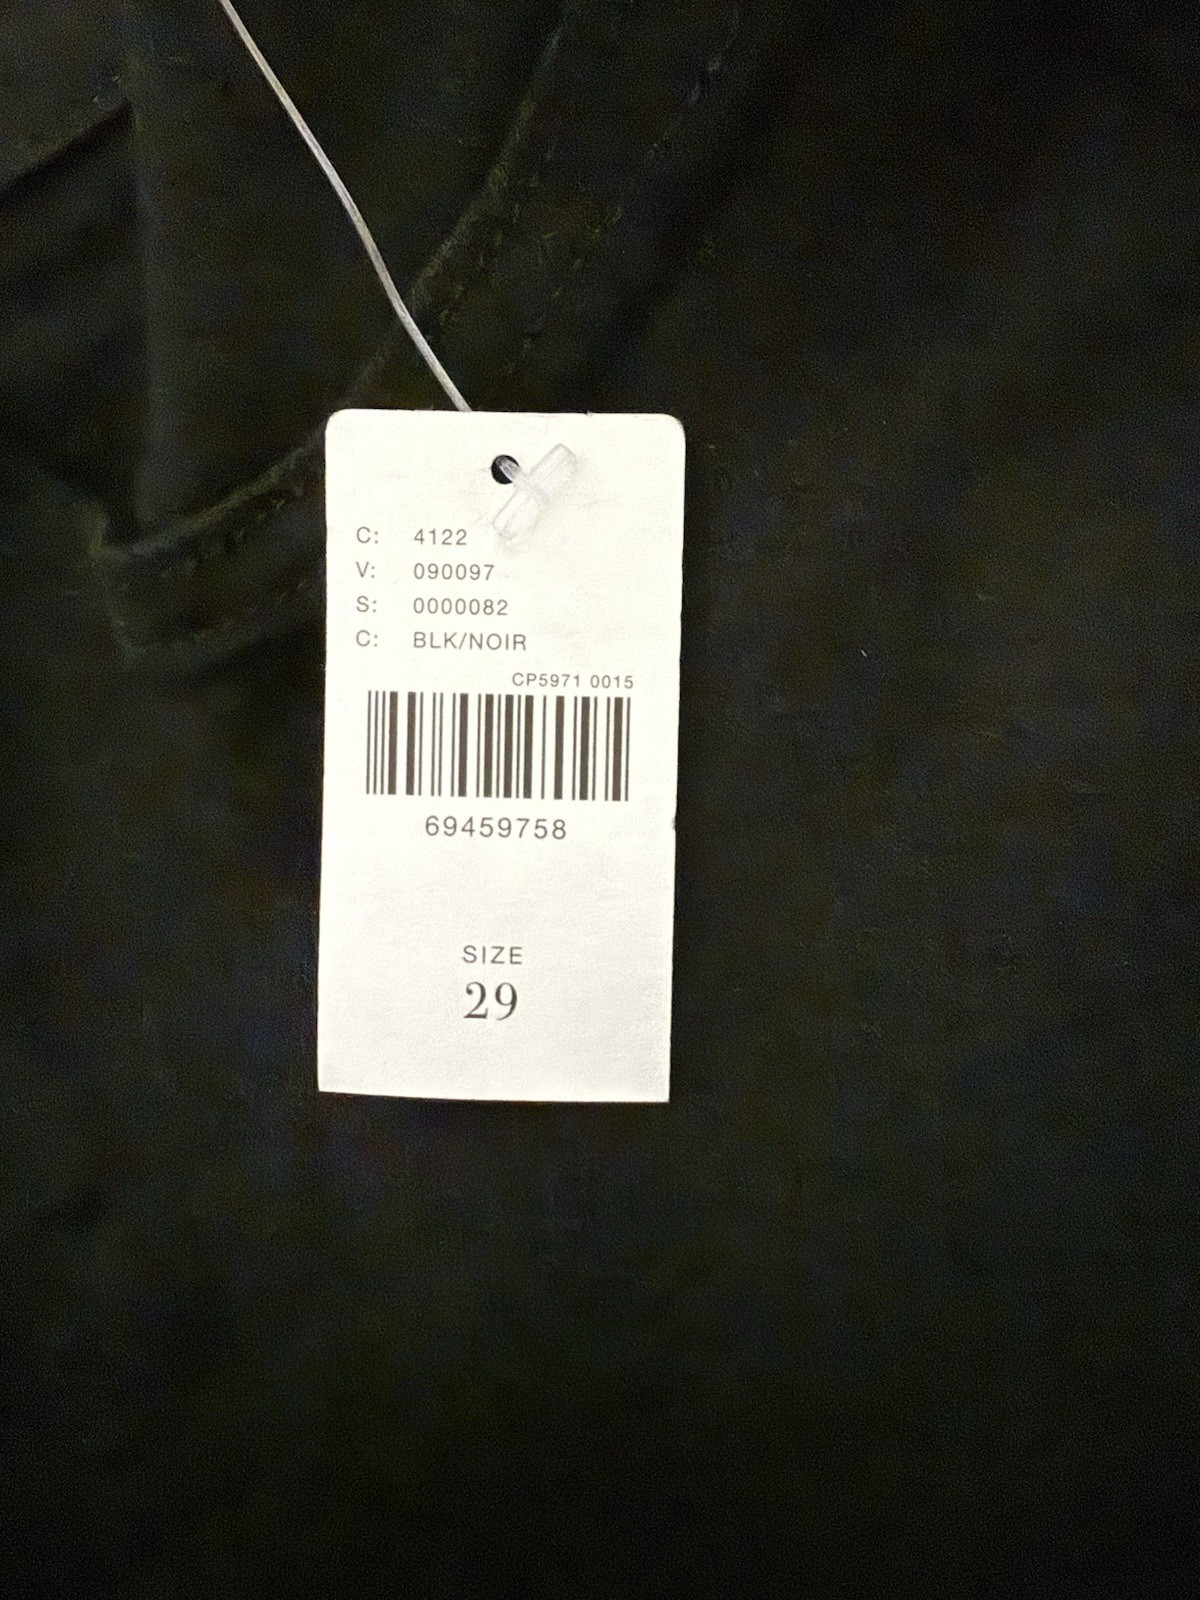 C: 4122
V: 090097
S: 0000082
C: BLK/NOIR
CP5971 0015
69459758
SIZE
29